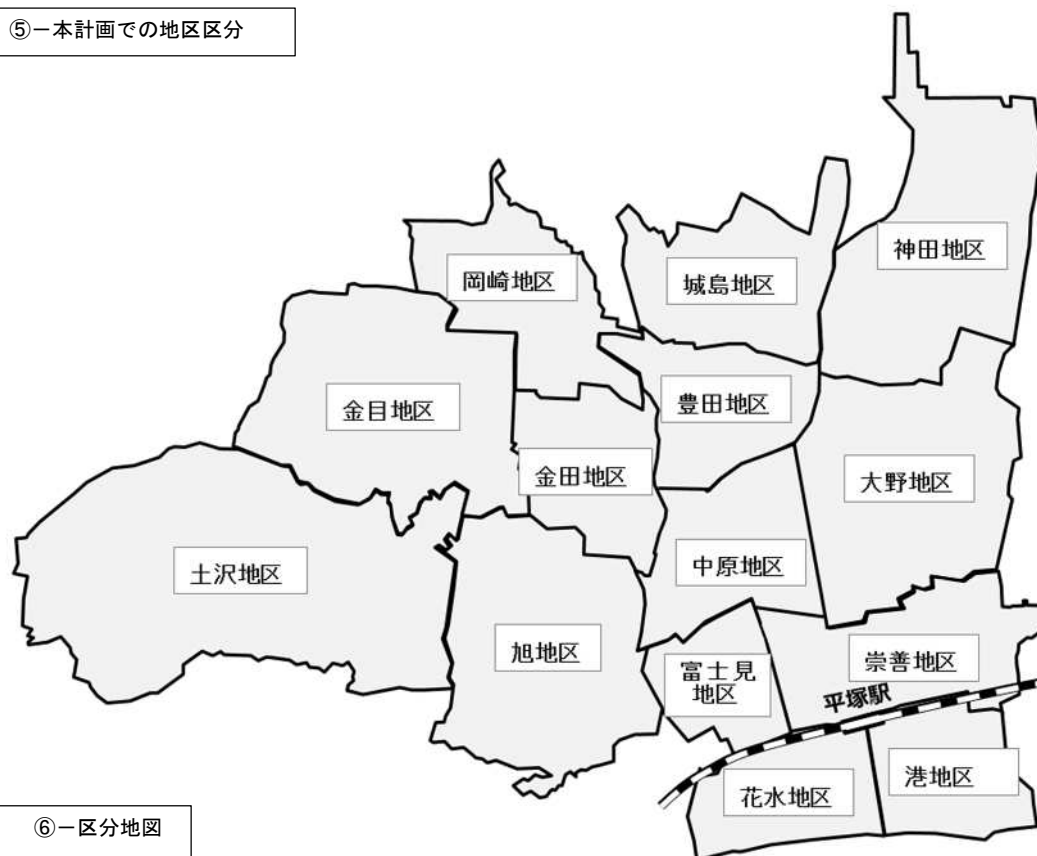 ⑤－本計画での地区区分
神田地区
岡崎地区
城島地区
金目地区
豊田地区
金田地区
大野地区
土沢地区
中原地区
旭地区
富士見
地区
崇善地区
平塚駅
港地区
花水地区
⑥－区分地図